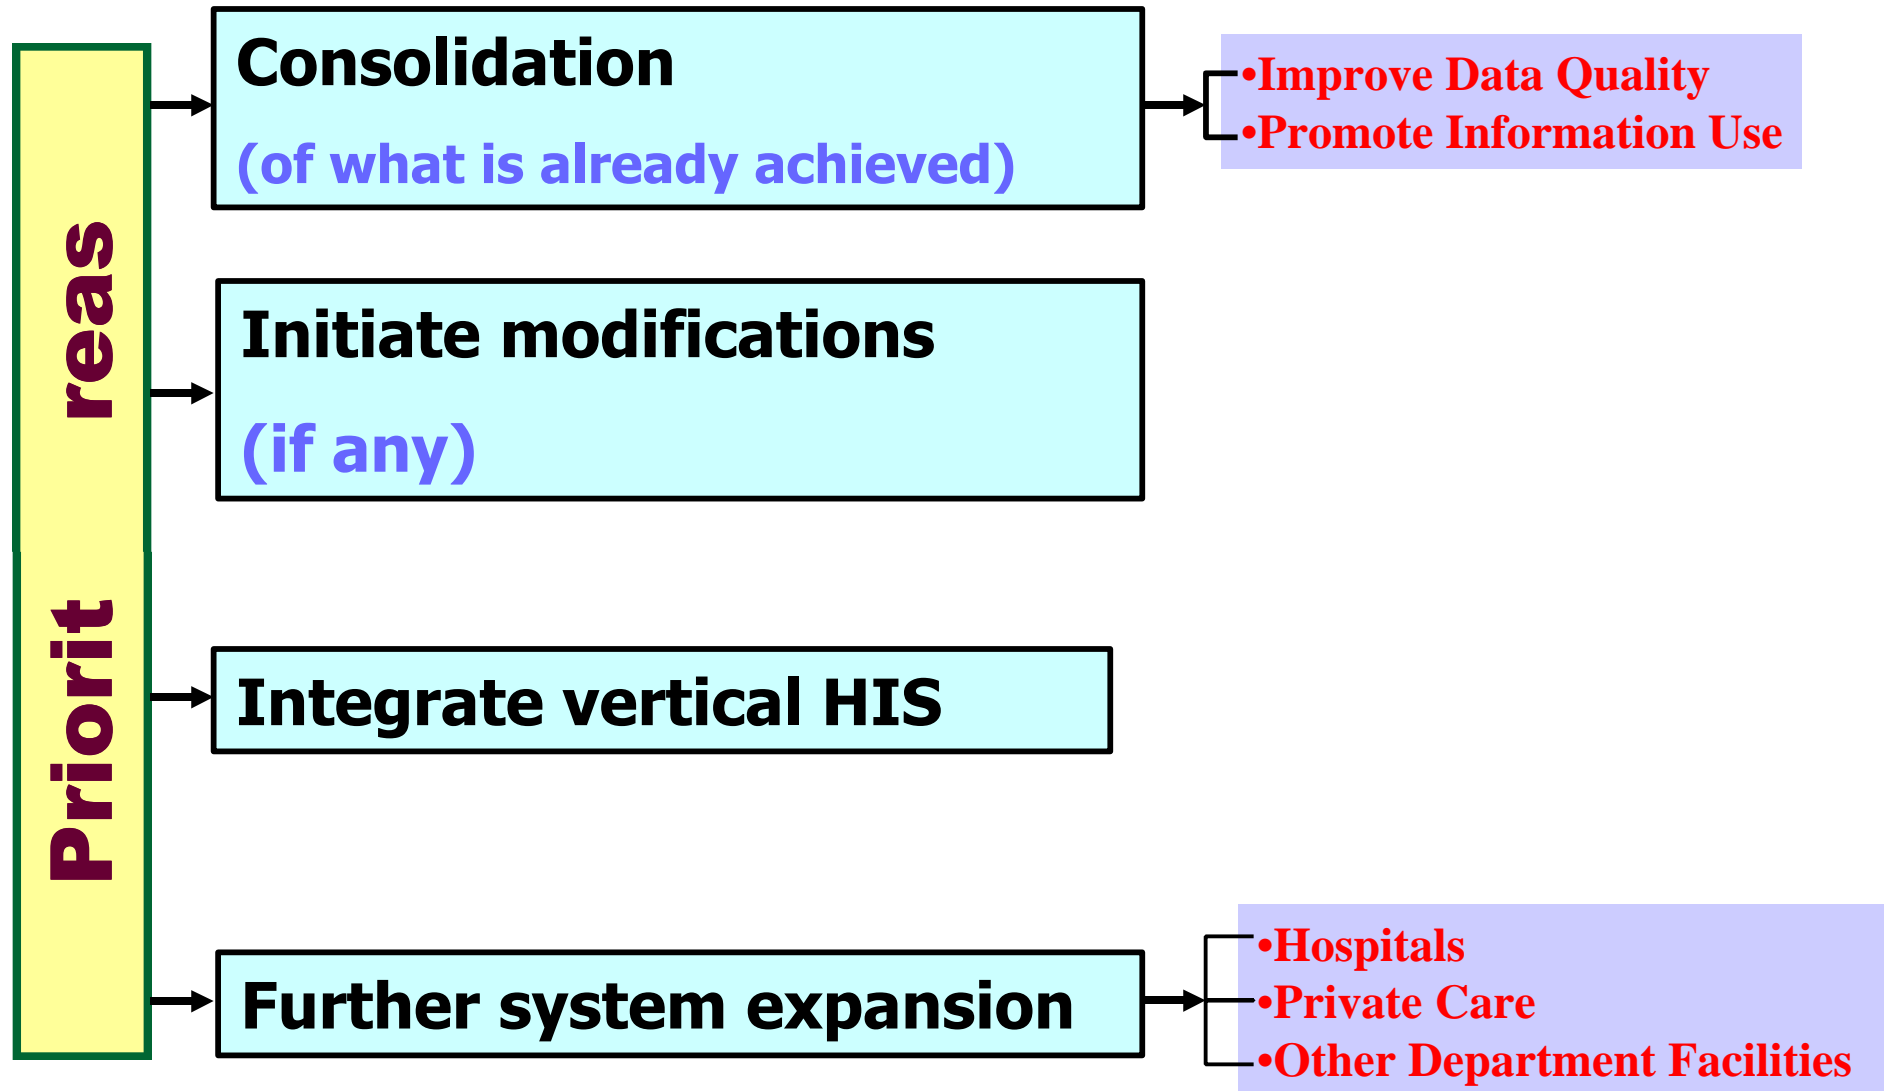 Priorit reas
Consolidation
(of what is already achieved)
•Improve Data Quality
•Promote Information Use
Initiate modifications
(if any)
Integrate vertical HIS
Further system expansion
•Hospitals
•Private Care
•Other Department Facilities